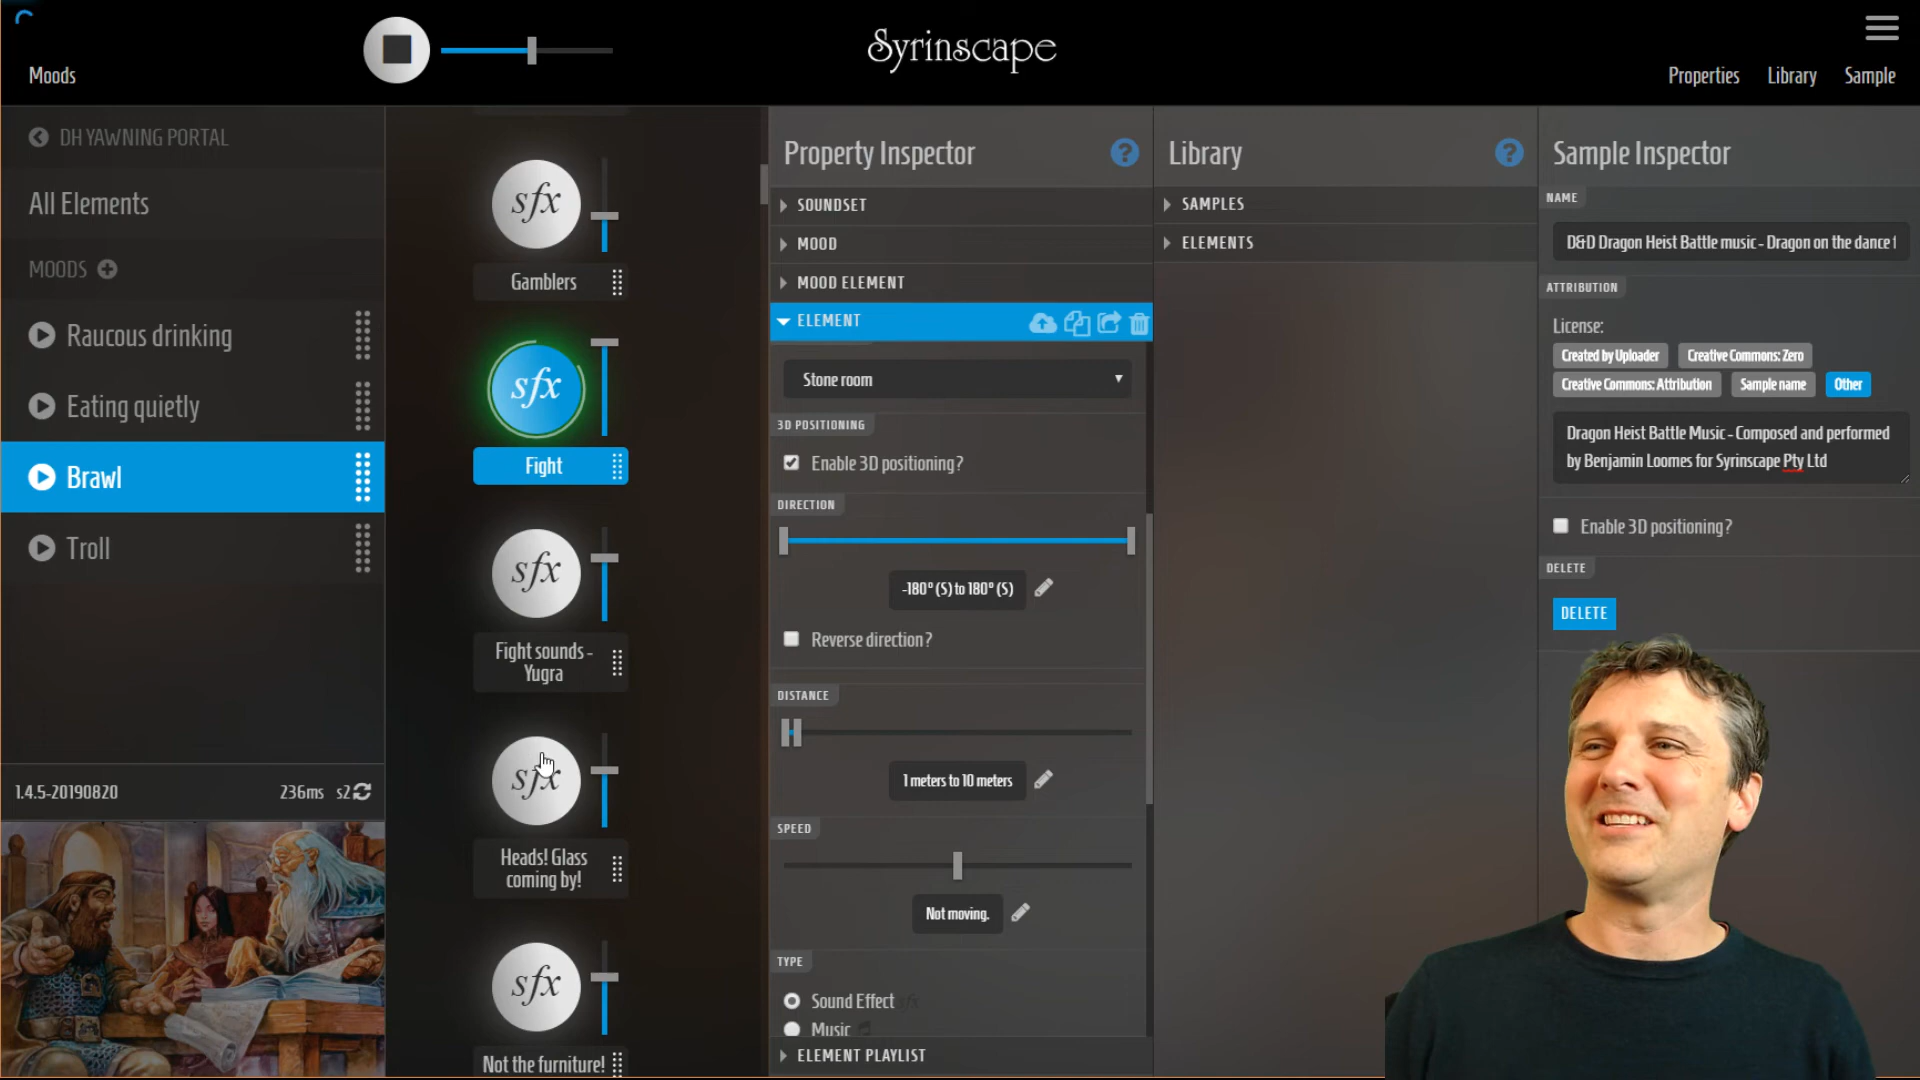 Moods
Syrinscape
Properties
Library
Sample
DH YAWNING PORTAL
All Elements
MOODS
Raucous drinking
Eating quietly
Brawl
Troll
1.4.5-20190820
236ms
s2
sfx
Gamblers
sfx
Fight
sfx
Fight sounds -
Yugra
sfx
Heads! Glass
coming by!
sfx
Not the furniture!
Property Inspector
?
SOUNDSET
MOOD
MOOD ELEMENT
ELEMENT
Stone room
3D POSITIONING
Enable 3D positioning?
DIRECTION
-180° (S) to 180° (S)
Reverse direction?
DISTANCE
1 meters to 10 meters
SPEED
Not moving.
TYPE
Sound Effect sfx
Music
ELEMENT PLAYLIST
Library
?
SAMPLES
ELEMENTS
Sample Inspector
NAME
D&D Dragon Heist Battle music - Dragon on the dance f
ATTRIBUTION
License:
Created by Uploader
Creative Commons: Zero
Creative Commons: Attribution
Sample name
Other
Dragon Heist Battle Music - Composed and performed
by Benjamin Loomes for Syrinscape Pty Ltd
Enable 3D positioning?
DELETE
DELETE